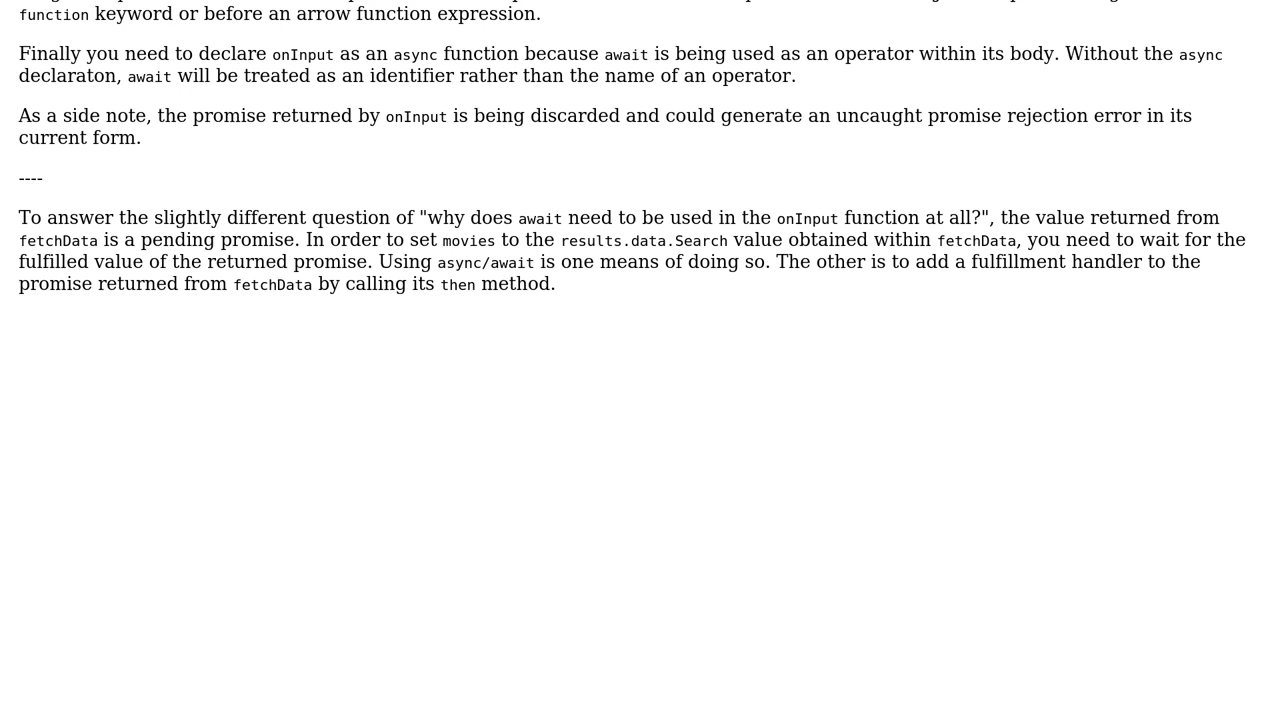 function keyword or before an arrow function expression.
Finally you need to declare onInput as an async function because await is being used as an operator within its body. Without the async
declaraton, await will be treated as an identifier rather than the name of an operator.
As a side note, the promise returned by onInput is being discarded and could generate an uncaught promise rejection error in its
current form.
----
To answer the slightly different question of "why does await need to be used in the onInput function at all?", the value returned from
fetchData is a pending promise. In order to set movies to the results.data.Search value obtained within fetchData, you need to wait for the
fulfilled value of the returned promise. Using async/await is one means of doing so. The other is to add a fulfillment handler to the
promise returned from fetchData by calling its then method.